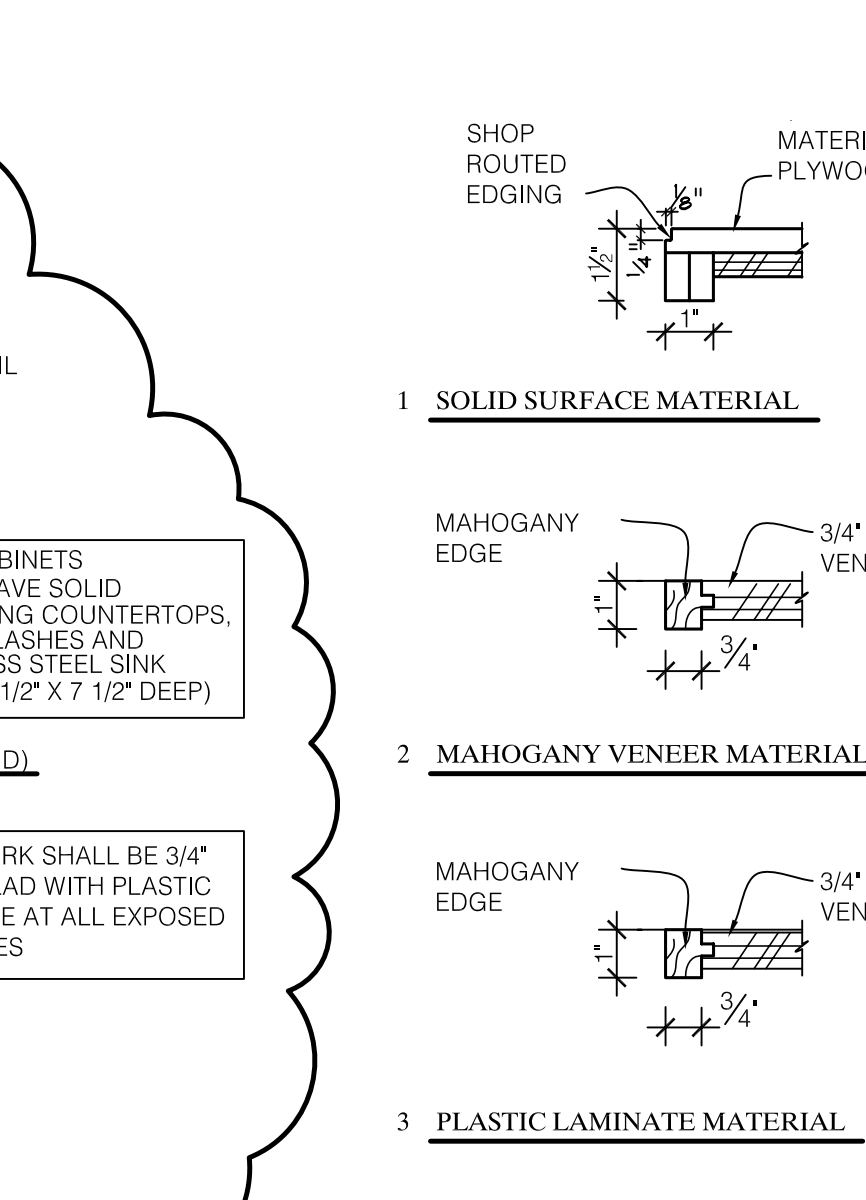 SHOP
ROUTED
EDGING
PLYWO
1/8"
1 1/2"
1/4"
1"
1 SOLID SURFACE MATERIAL
IL
MAHOGANY
EDGE
3/4"
VEN
1"
3/4"
2 MAHOGANY VENEER MATERIAL
BINETS
AVE SOLID
NG COUNTERTOPS,
LASHES AND
SS STEEL SINK
1/2" X 7 1/2" DEEP)
D)
RK SHALL BE 3/4"
LAD WITH PLASTIC
E AT ALL EXPOSED
ES
MAHOGANY
EDGE
3/4"
VEN
1"
3/4"
3 PLASTIC LAMINATE MATERIAL